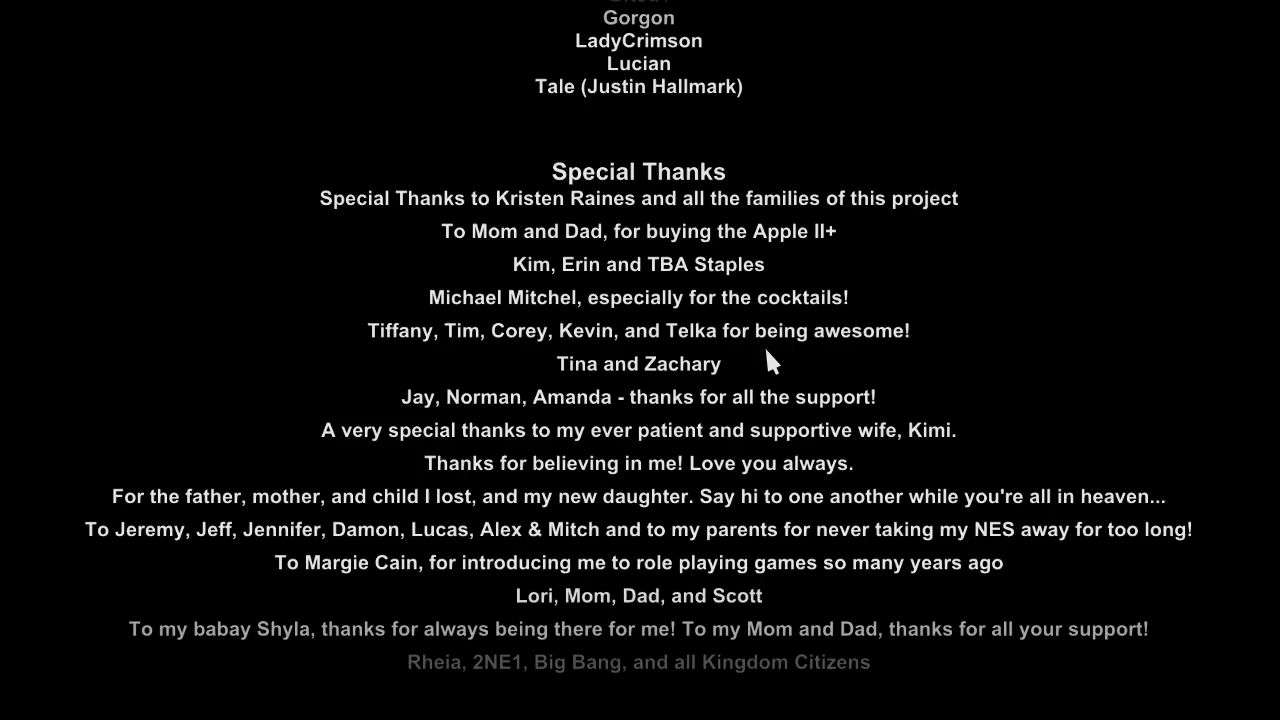 Gorgon
LadyCrimson
Lucian
Tale (Justin Hallmark)
Special Thanks
Special Thanks to Kristen Raines and all the families of this project
To Mom and Dad, for buying the Apple II+
Kim, Erin and TBA Staples
Michael Mitchel, especially for the cocktails!
Tiffany, Tim, Corey, Kevin, and Telka for being awesome!
Tina and Zachary
Jay, Norman, Amanda - thanks for all the support!
A very special thanks to my ever patient and supportive wife, Kimi.
Thanks for believing in me! Love you always.
For the father, mother, and child I lost, and my new daughter. Say hi to one another while you're all in heaven...
To Jeremy, Jeff, Jennifer, Damon, Lucas, Alex & Mitch and to my parents for never taking my NES away for too long!
To Margie Cain, for introducing me to role playing games so many years ago
Lori, Mom, Dad, and Scott
To my babay Shyla, thanks for always being there for me! To my Mom and Dad, thanks for all your support!
Rheia, 2NE1, Big Bang, and all Kingdom Citizens